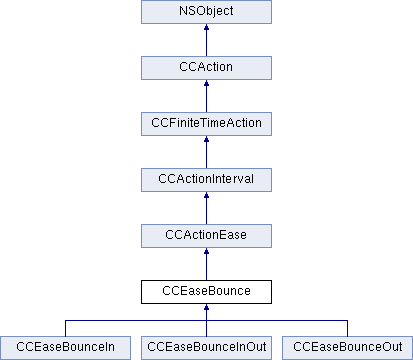 NSObject
CCAction
CCFiniteTimeAction
CCActionInterval
CCActionEase
CCEaseBounce
CCEaseBounceIn
CCEaseBounceInOut
CCEaseBounceOut